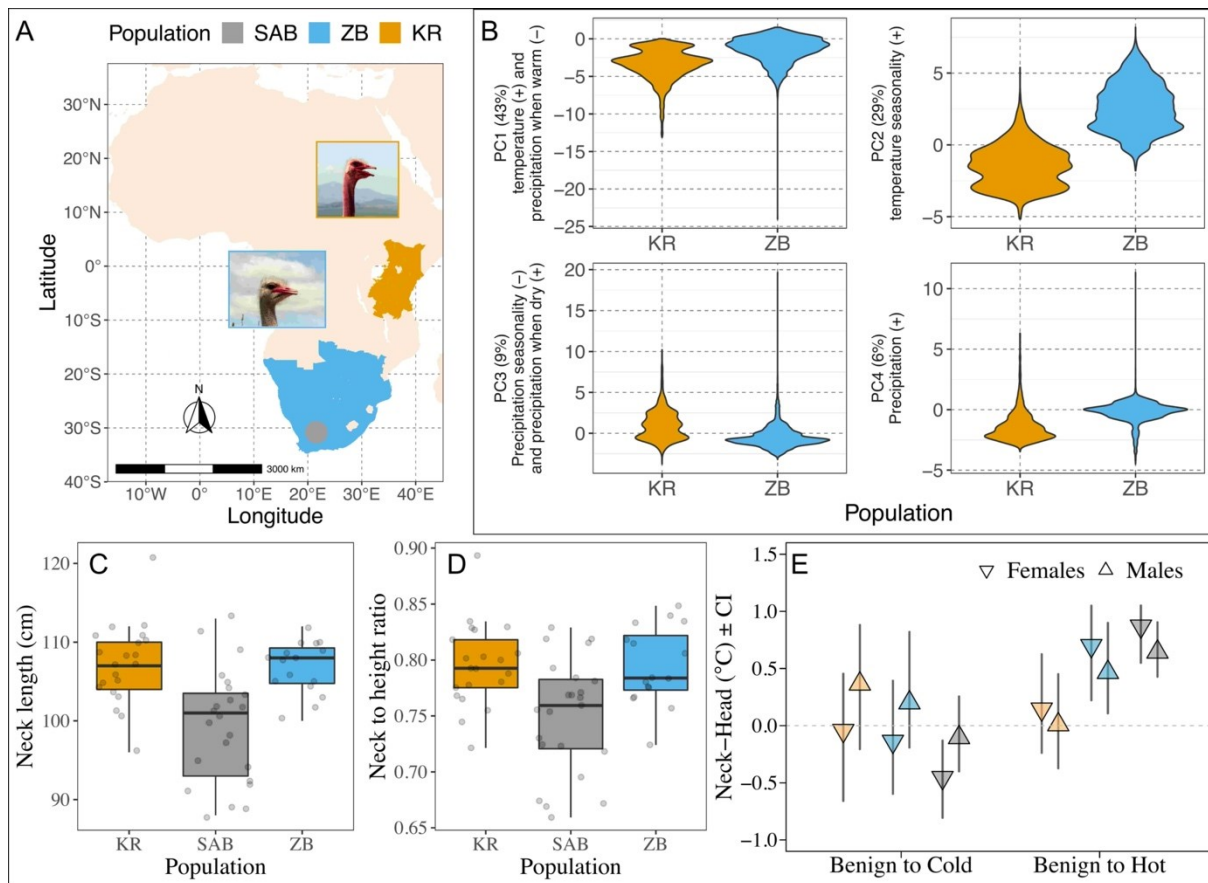 A
Population SAB ZB KR
30°N
20°N
10°N
0°
10°S
20°S
30°S
40°S
Latitude
N
3000 km
10°W 0° 10°E 20°E 30°E 40°E
Longitude
B
PC1 (43%)
temperature (+) and
precipitation when warm (−)
0
−5
−10
−15
−20
−25
KR ZB
PC2 (29%)
temperature seasonality (+)
5
0
−5
KR ZB
PC3 (9%)
Precipitation seasonality (−)
and precipitation when dry (+)
20
15
10
5
0
KR ZB
PC4 (6%)
Precipitation (+)
10
5
0
−5
KR ZB
Population
C
Neck length (cm)
120
110
100
90
KR SAB ZB
Population
D
Neck to height ratio
0.90
0.85
0.80
0.75
0.70
0.65
KR SAB ZB
Population
E
Females Males
Neck−Head (°C) ± CI
1.5
1.0
0.5
0.0
−0.5
−1.0
Benign to Cold Benign to Hot